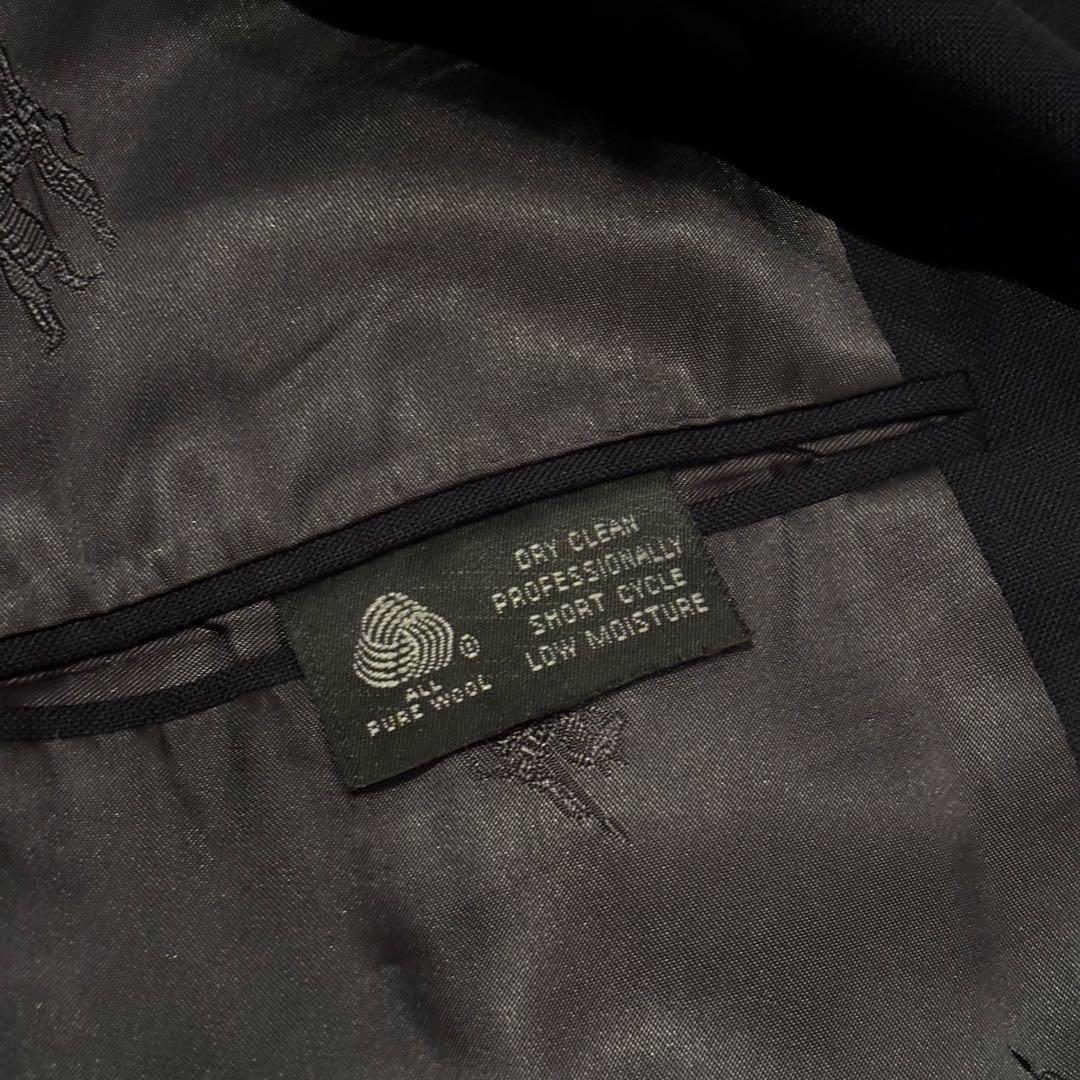 DRY CLEAN
PROFESSIONALLY
SHORT CYCLE
LOW MOISTURE
ALL
PURE WOOL